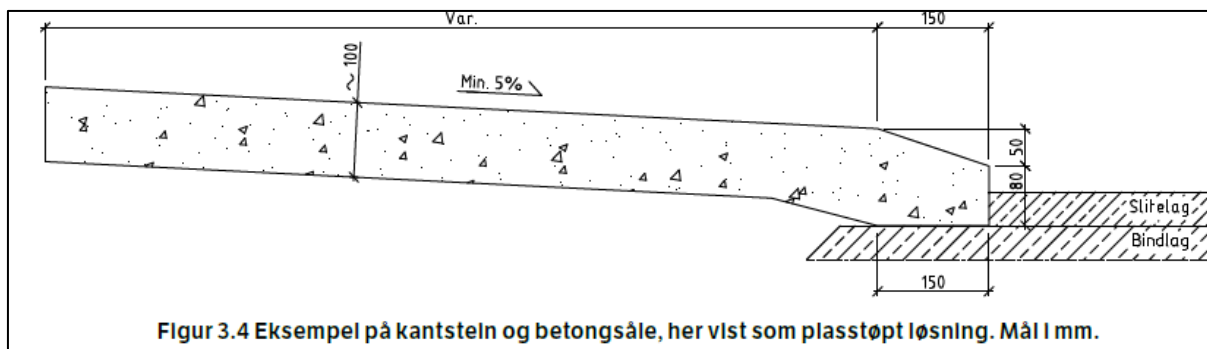 Var.
150
~ 100
Min. 5%
50
80
Slitelag
Bindlag
150
Figur 3.4 Eksempel på kantstein og betongsåle, her vist som plasstøpt løsning. Mål i mm.